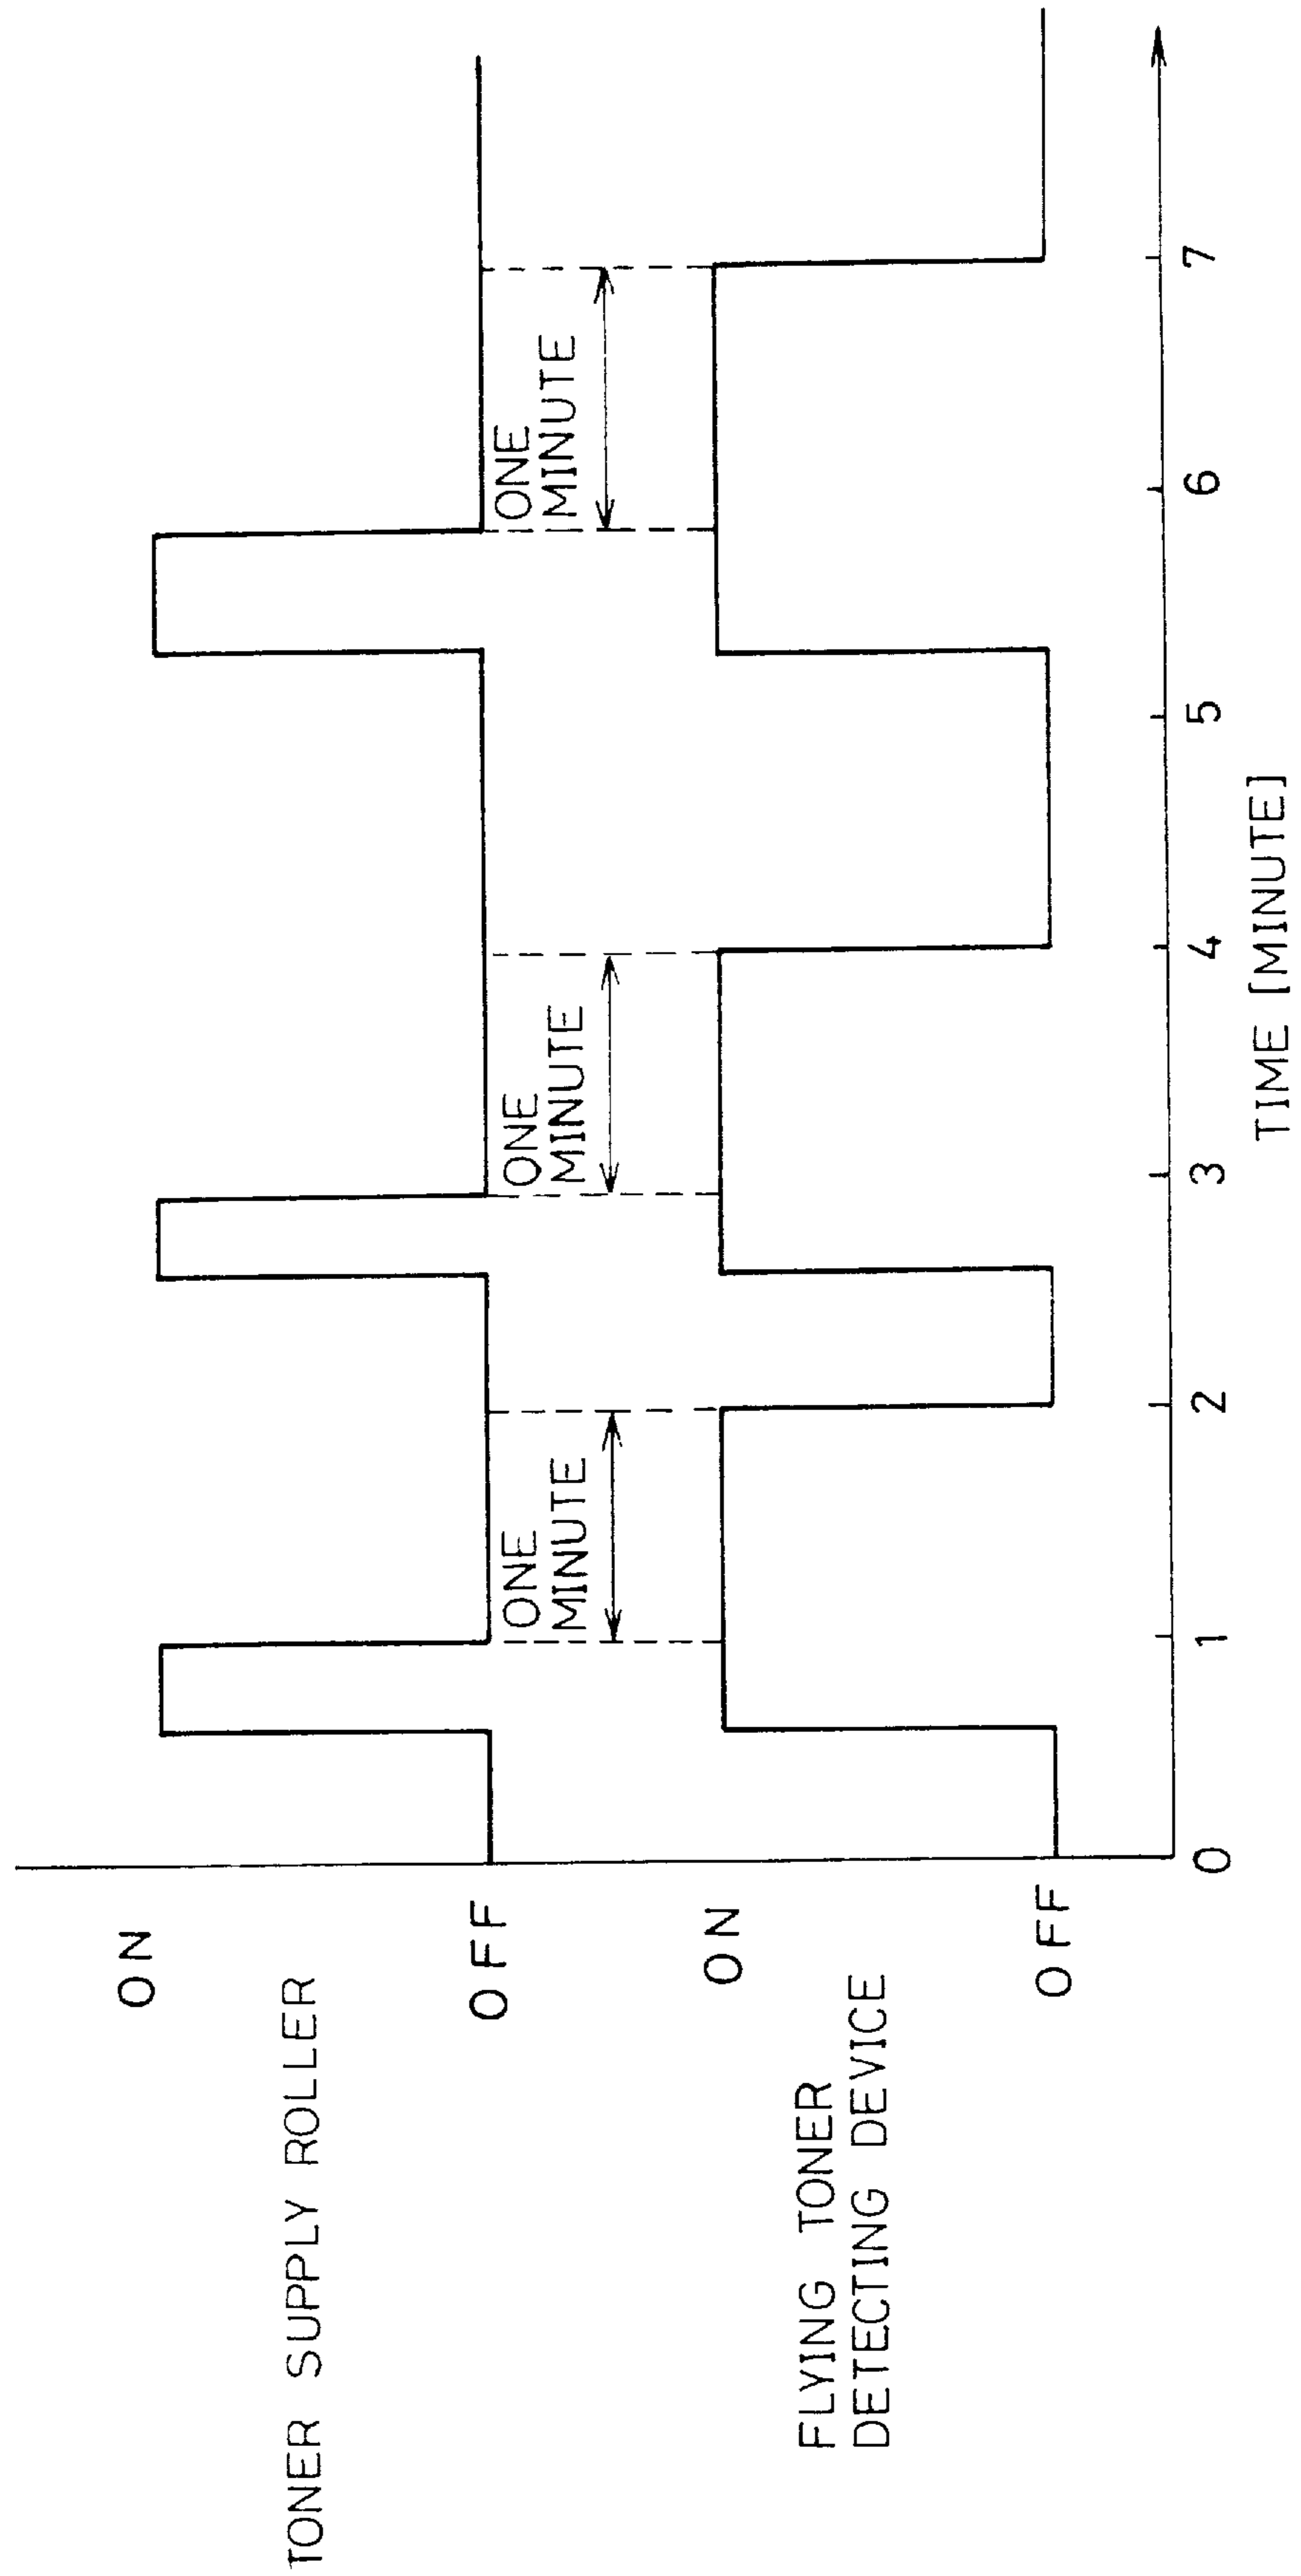 TONER SUPPLY ROLLER
ON
OFF
ONE
MINUTE
ONE
MINUTE
ONE
MINUTE
FLYING TONER
DETECTING DEVICE
ON
OFF
0 1 2 3 4 5 6 7
TIME [MINUTE]